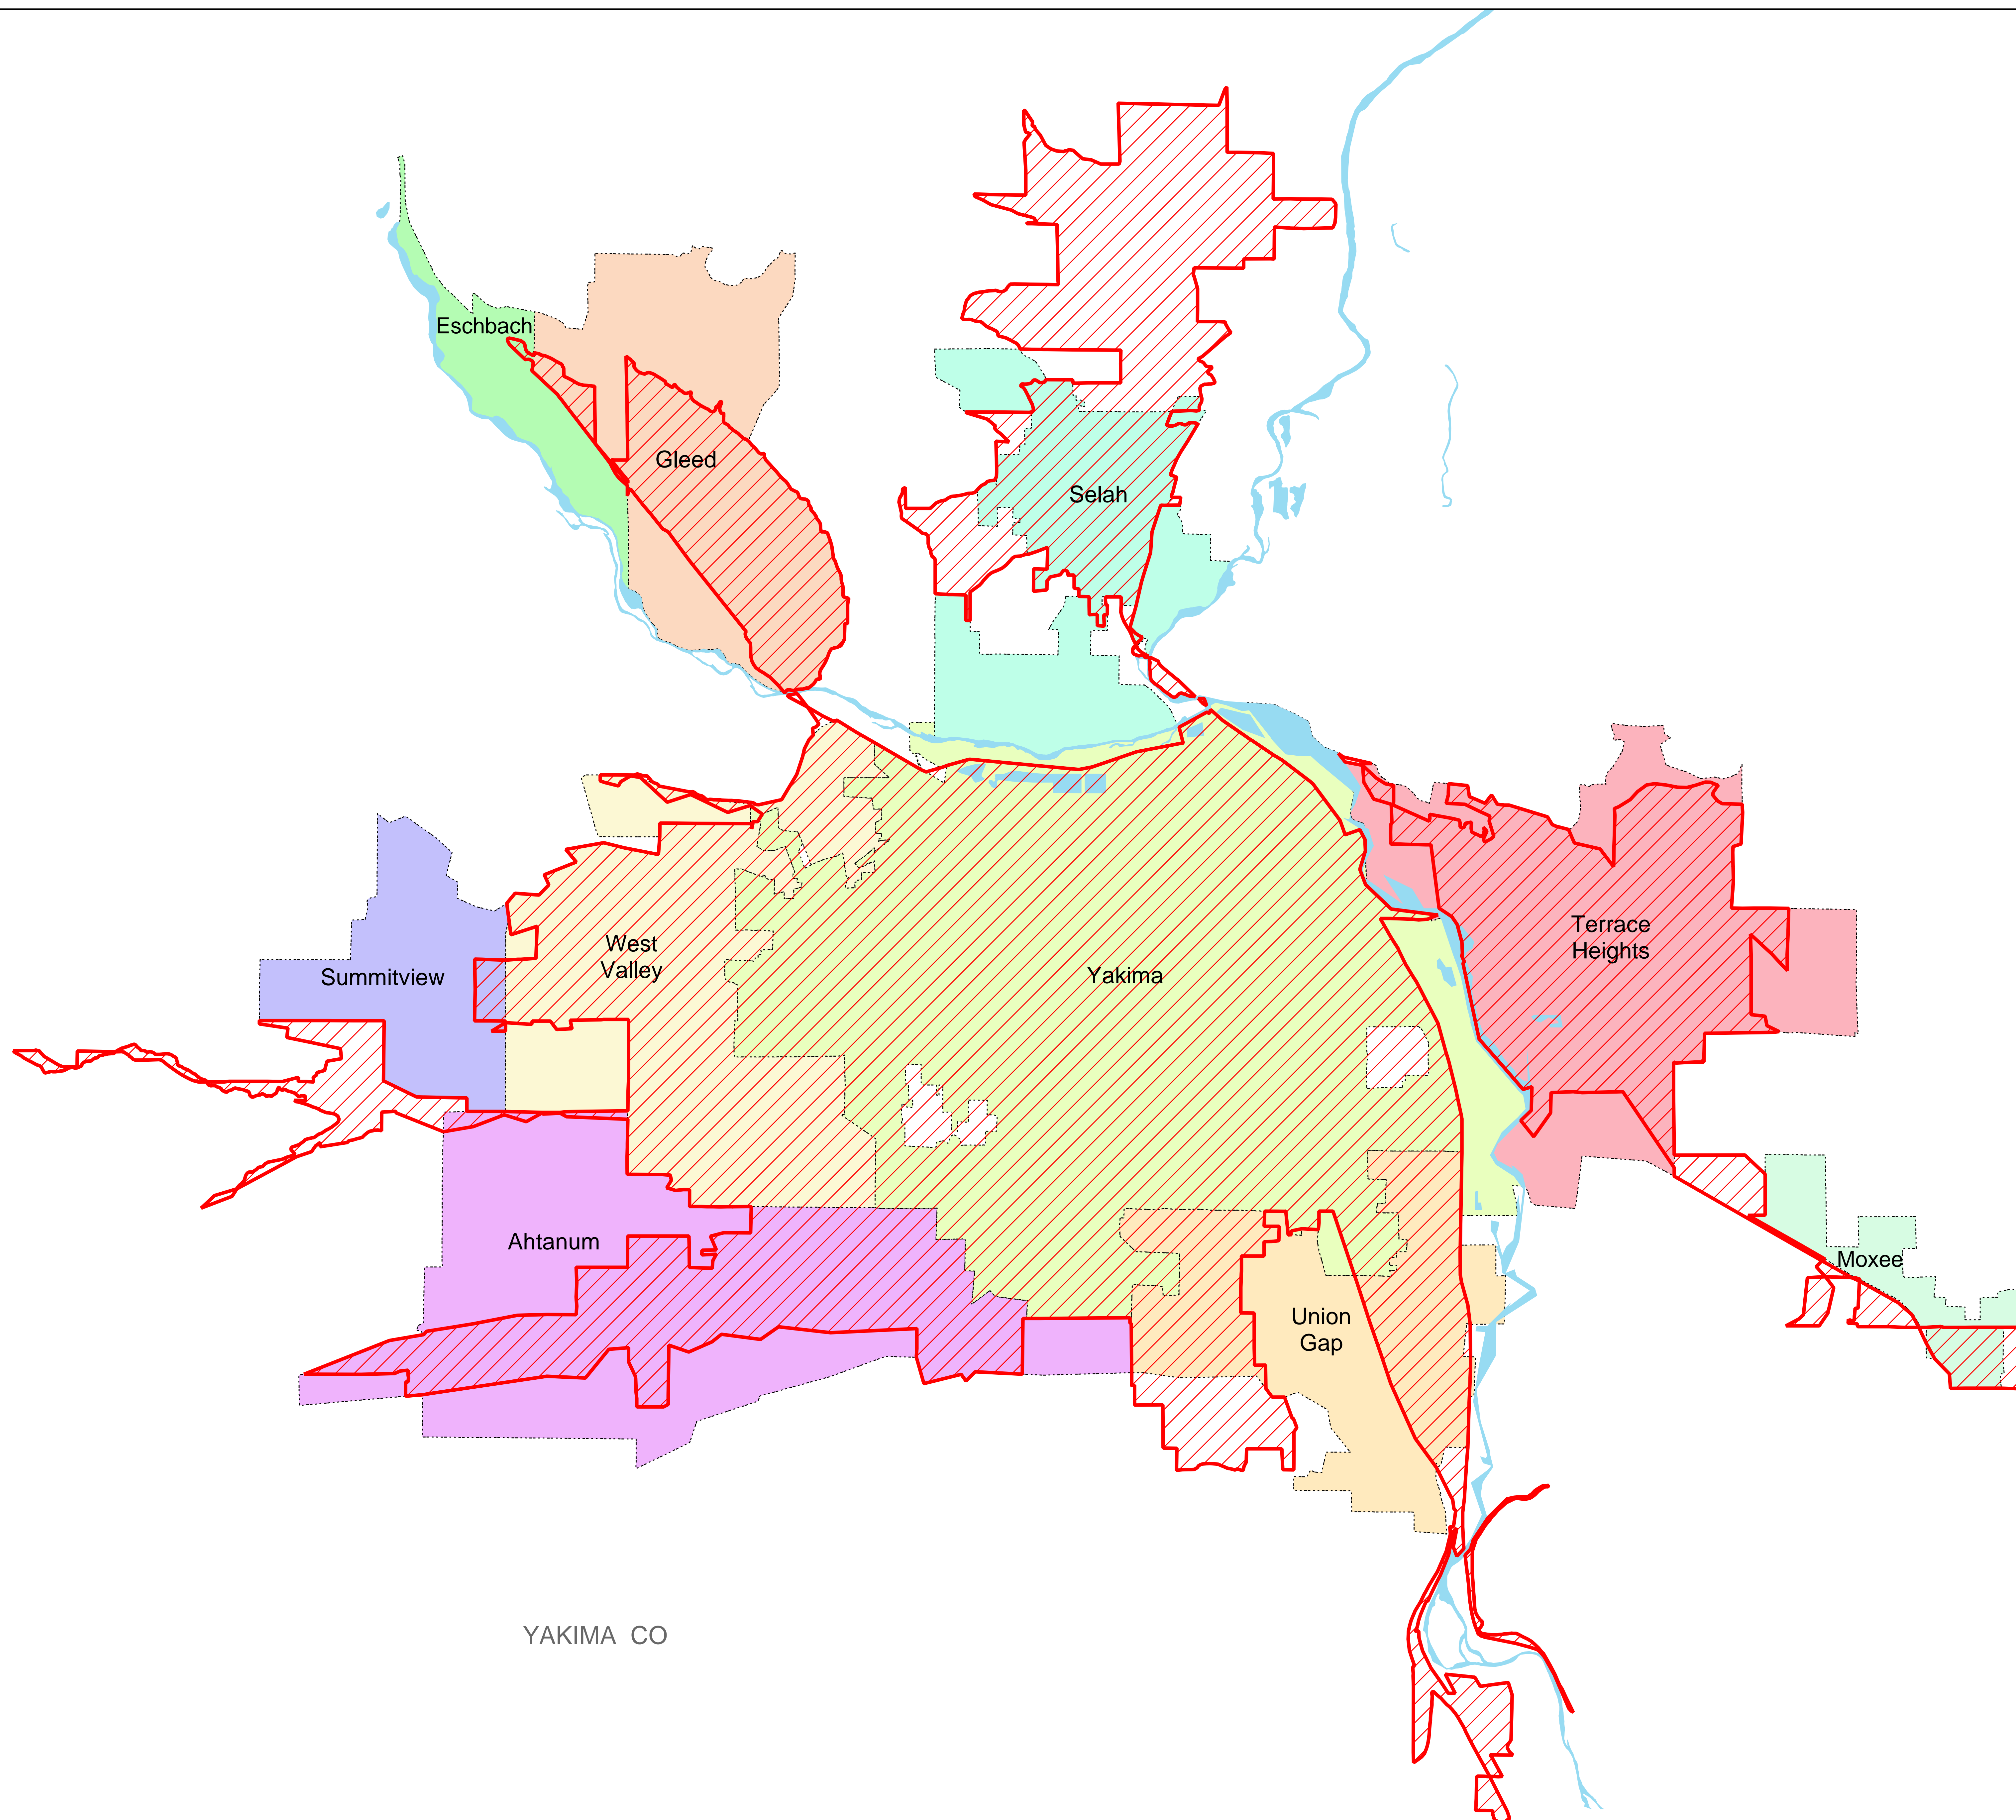 Eschbach
Gleed
Selah
Terrace
Heights
West
Valley
Yakima
Summitview
Ahtanum
Moxee
Union
Gap
YAKIMA CO